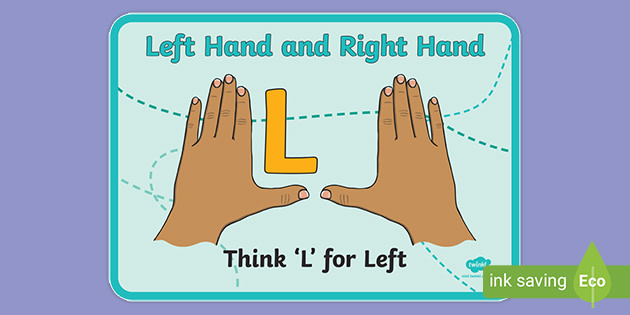 Left Hand and Right Hand
L
Think ‘L’ for Left
twinkl
ink saving
Eco